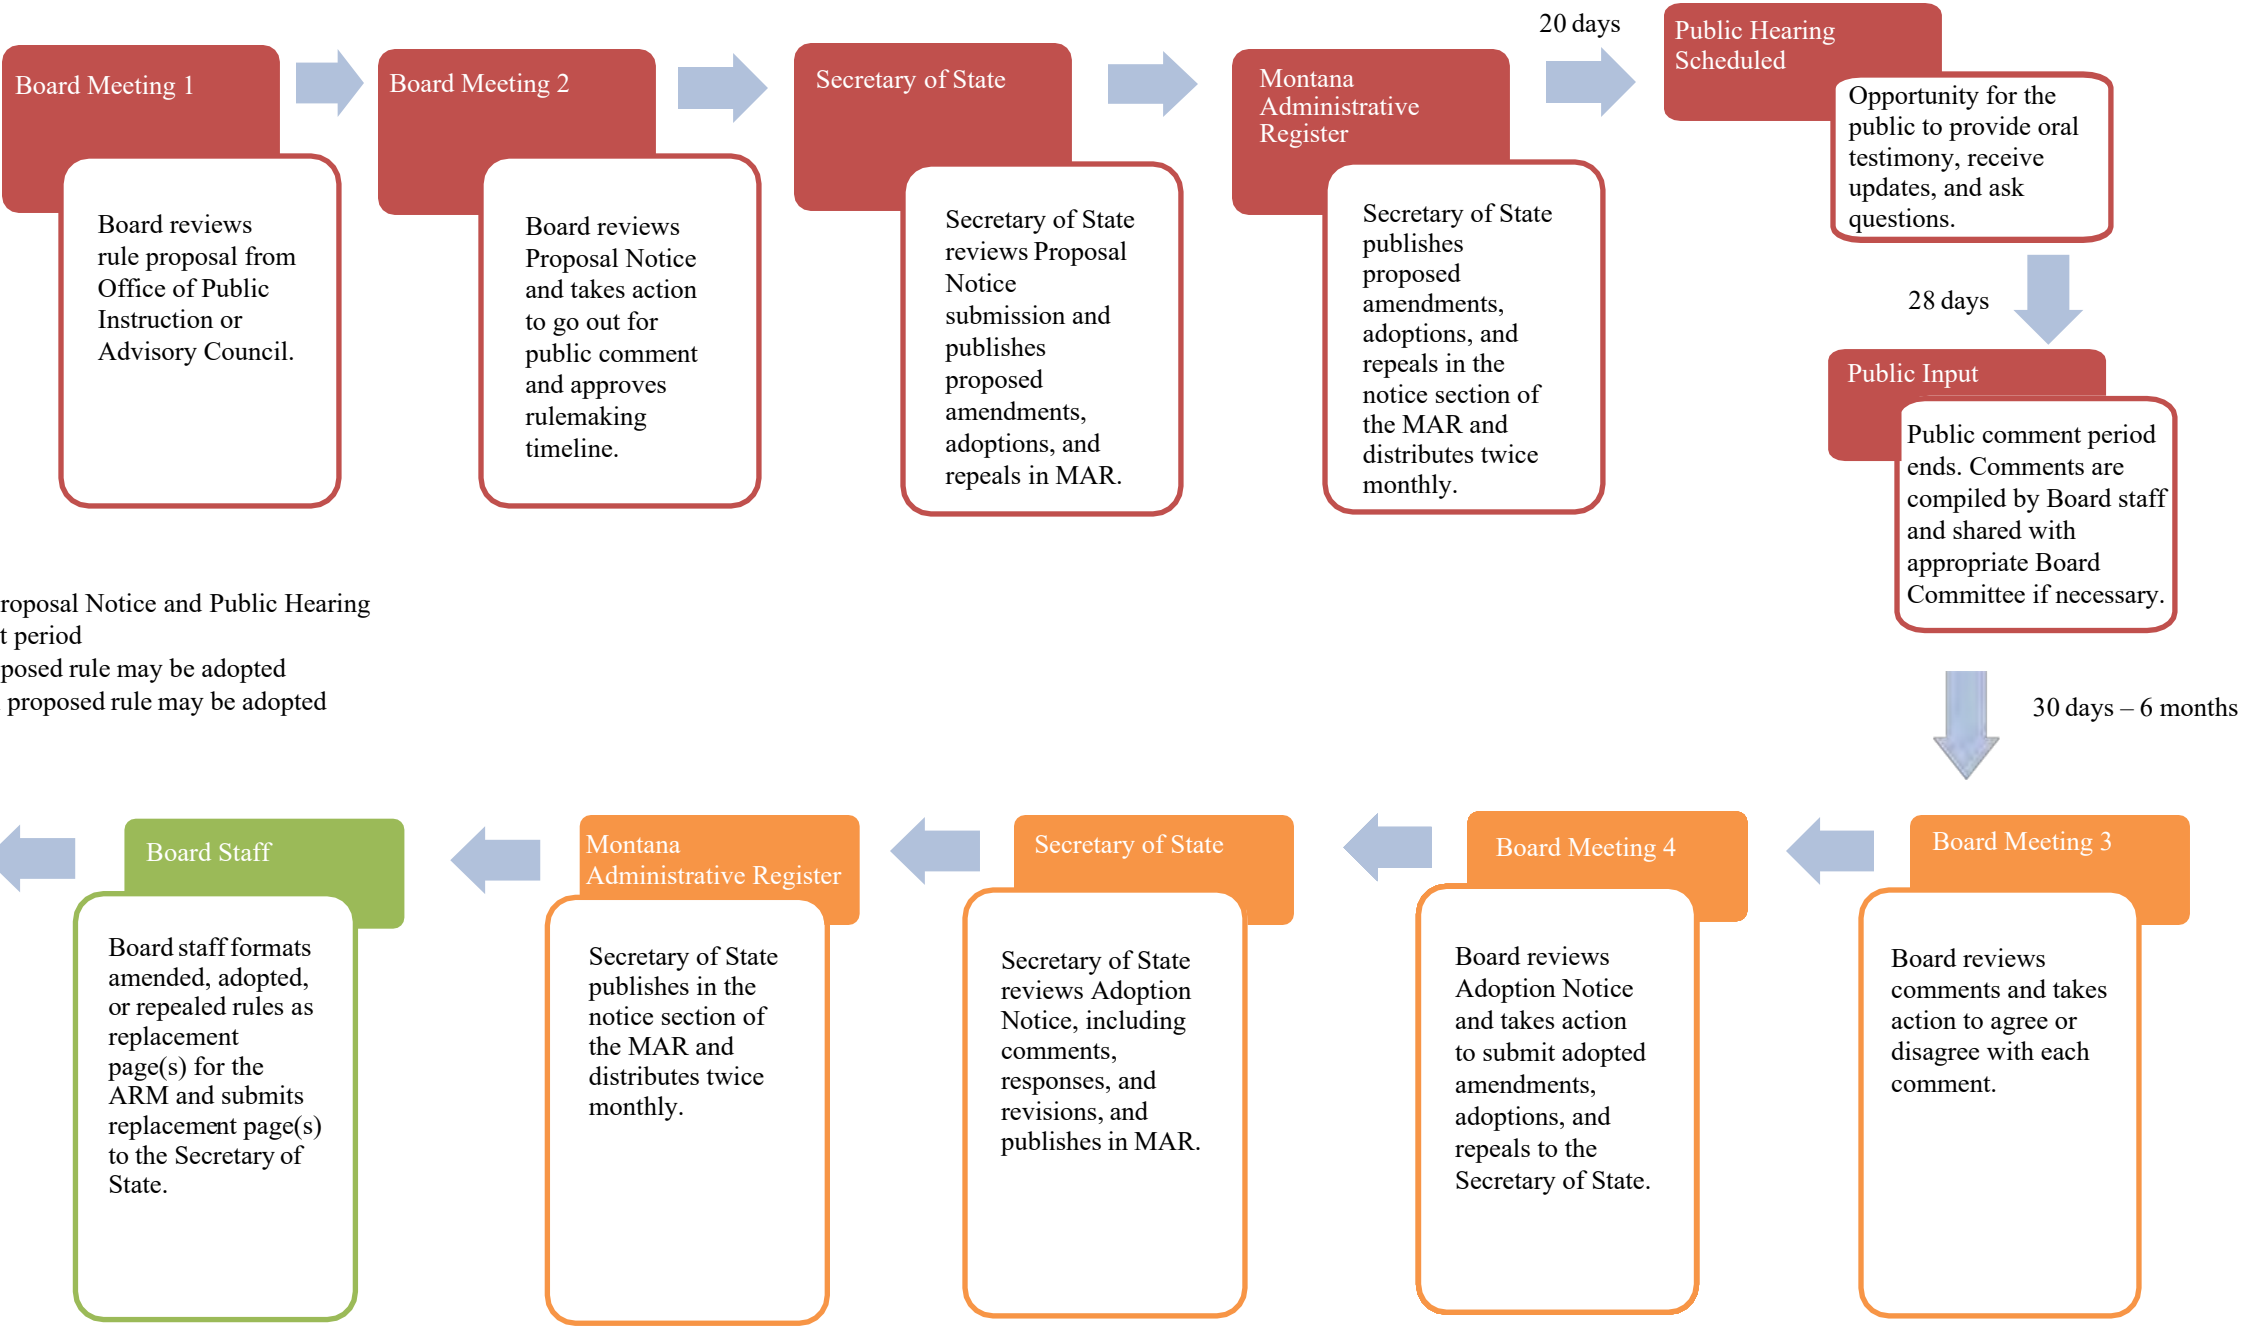 Board Meeting 1
Board reviews
rule proposal from
Office of Public
Instruction or
Advisory Council.
Board Meeting 2
Board reviews
Proposal Notice
and takes action
to go out for
public comment
and approves
rulemaking
timeline.
Secretary of State
Secretary of State
reviews Proposal
Notice
submission and
publishes
proposed
amendments,
adoptions, and
repeals in MAR.
Montana
Administrative
Register
Secretary of State
publishes
proposed
amendments,
adoptions, and
repeals in the
notice section of
the MAR and
distributes twice
monthly.
20 days
Public Hearing
Scheduled
Opportunity for the
public to provide oral
testimony, receive
updates, and ask
questions.
28 days
Public Input
Public comment period
ends. Comments are
compiled by Board staff
and shared with
appropriate Board
Committee if necessary.
roposal Notice and Public Hearing
t period
posed rule may be adopted
proposed rule may be adopted
30 days – 6 months
Board Meeting 3
Board reviews
comments and takes
action to agree or
disagree with each
comment.
Board Meeting 4
Board reviews
Adoption Notice
and takes action
to submit adopted
amendments,
adoptions, and
repeals to the
Secretary of State.
Secretary of State
Secretary of State
reviews Adoption
Notice, including
comments,
responses, and
revisions, and
publishes in MAR.
Montana
Administrative Register
Secretary of State
publishes in the
notice section of
the MAR and
distributes twice
monthly.
Board Staff
Board staff formats
amended, adopted,
or repealed rules as
replacement
page(s) for the
ARM and submits
replacement page(s)
to the Secretary of
State.